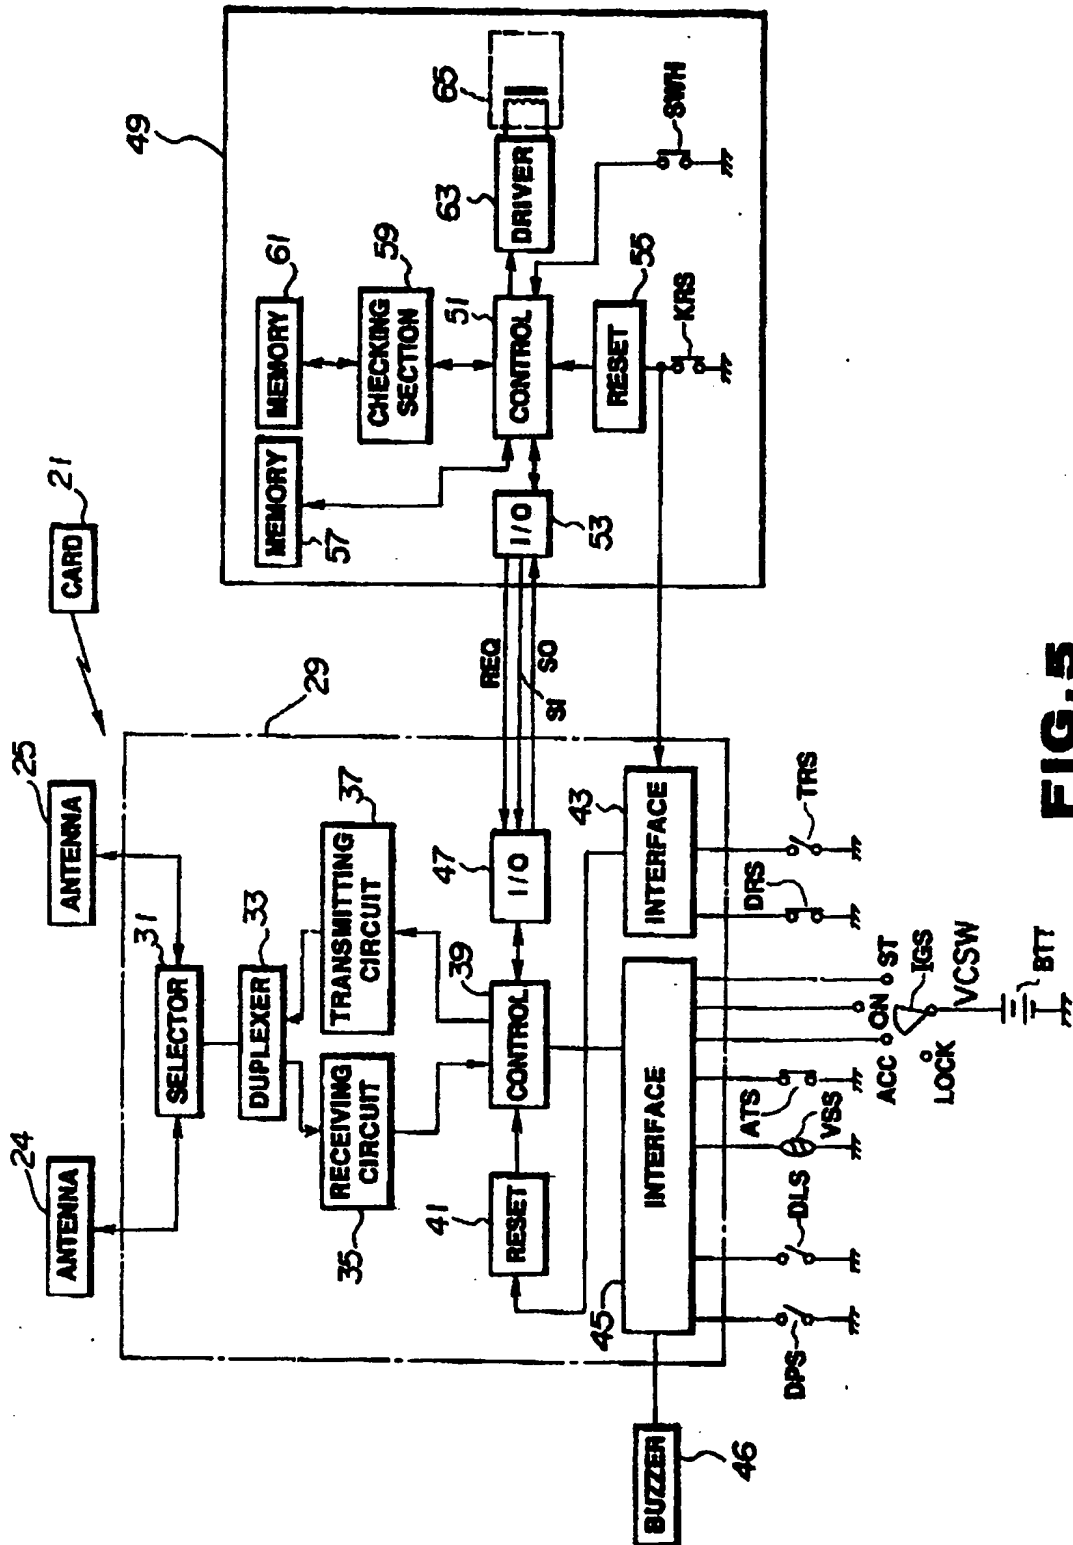 ANTENNA
24
ANTENNA
25
CARD
21
29
49
SELECTOR
31
DUPLEXER
33
RECEIVING
CIRCUIT
35
TRANSMITTING
CIRCUIT
37
RESET
41
CONTROL
39
I/O
47
REQ
SI
SO
INTERFACE
45
INTERFACE
43
BUZZER
46
DPS
DLS
VSS
ATS
ACC
ON
ST
LOCK
IGS
VCSW
BTT
DRS
TRS
MEMORY
57
MEMORY
61
CHECKING
SECTION
59
I/O
53
CONTROL
51
DRIVER
63
65
RESET
55
KRS
SWH
FIG.5